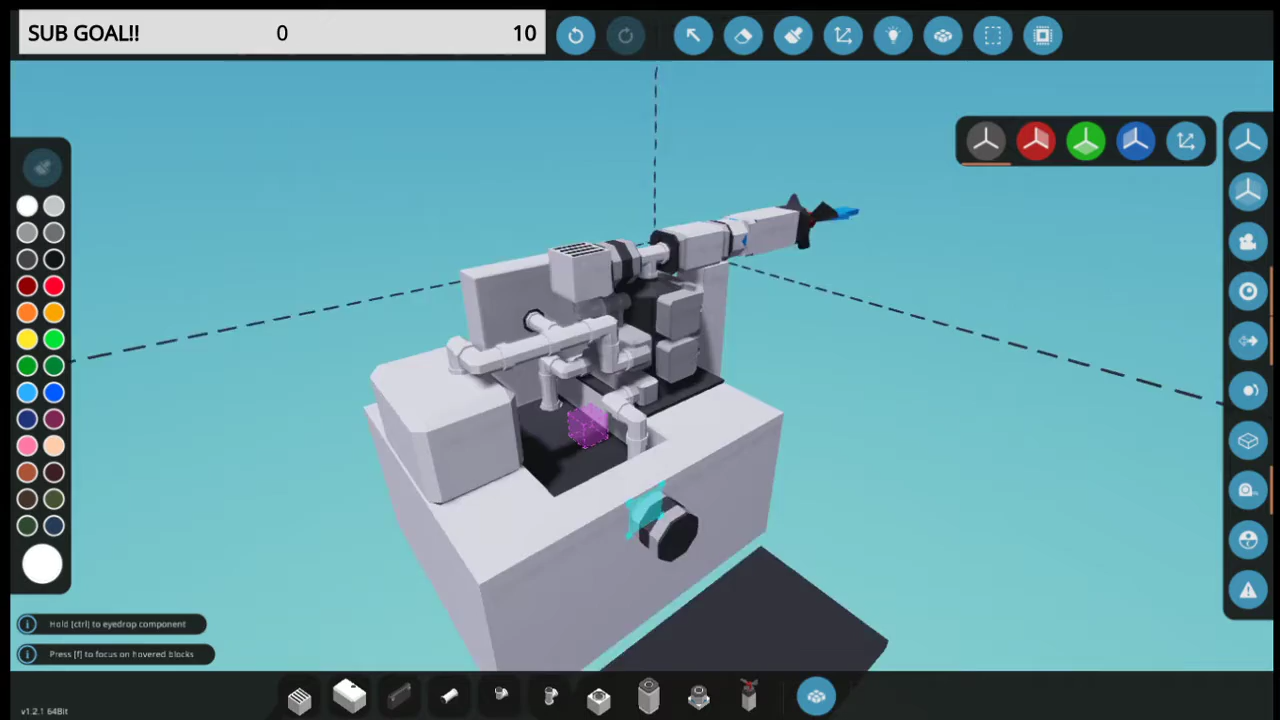 SUB GOAL!! 0 10
Hold [ctrl] to eyedrop component
Press [f] to focus on hovered blocks
v1.2.1 64Bit